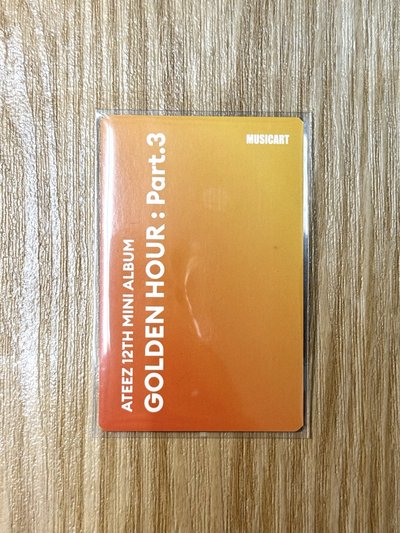 MUSICART
ATEEZ 12TH MINI ALBUM
GOLDEN HOUR : Part.3